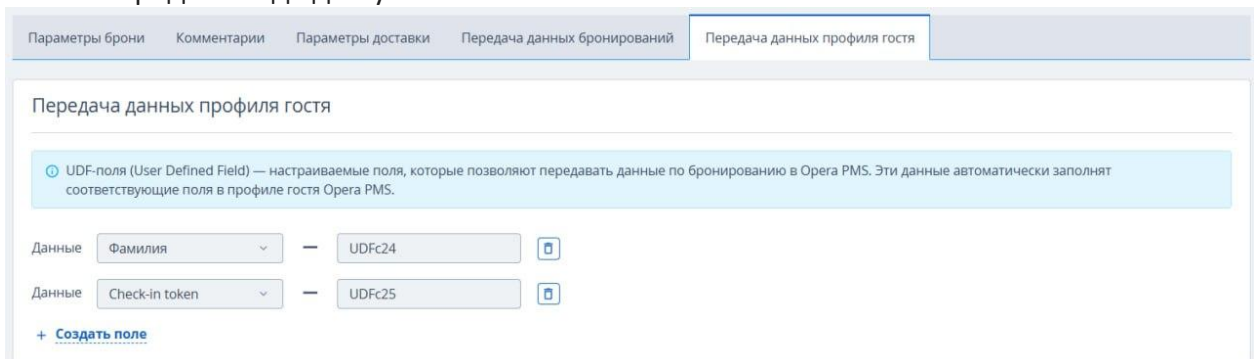 Параметры брони Комментарии Параметры доставки Передача данных бронирований Передача данных профиля гостя
Передача данных профиля гостя
UDF-поля (User Defined Field) — настраиваемые поля, которые позволяют передавать данные по бронированию в Opera PMS. Эти данные автоматически заполнят
соответствующие поля в профиле гостя Opera PMS.
Данные Фамилия — UDFc24
Данные Check-in token — UDFc25
+ Создать поле